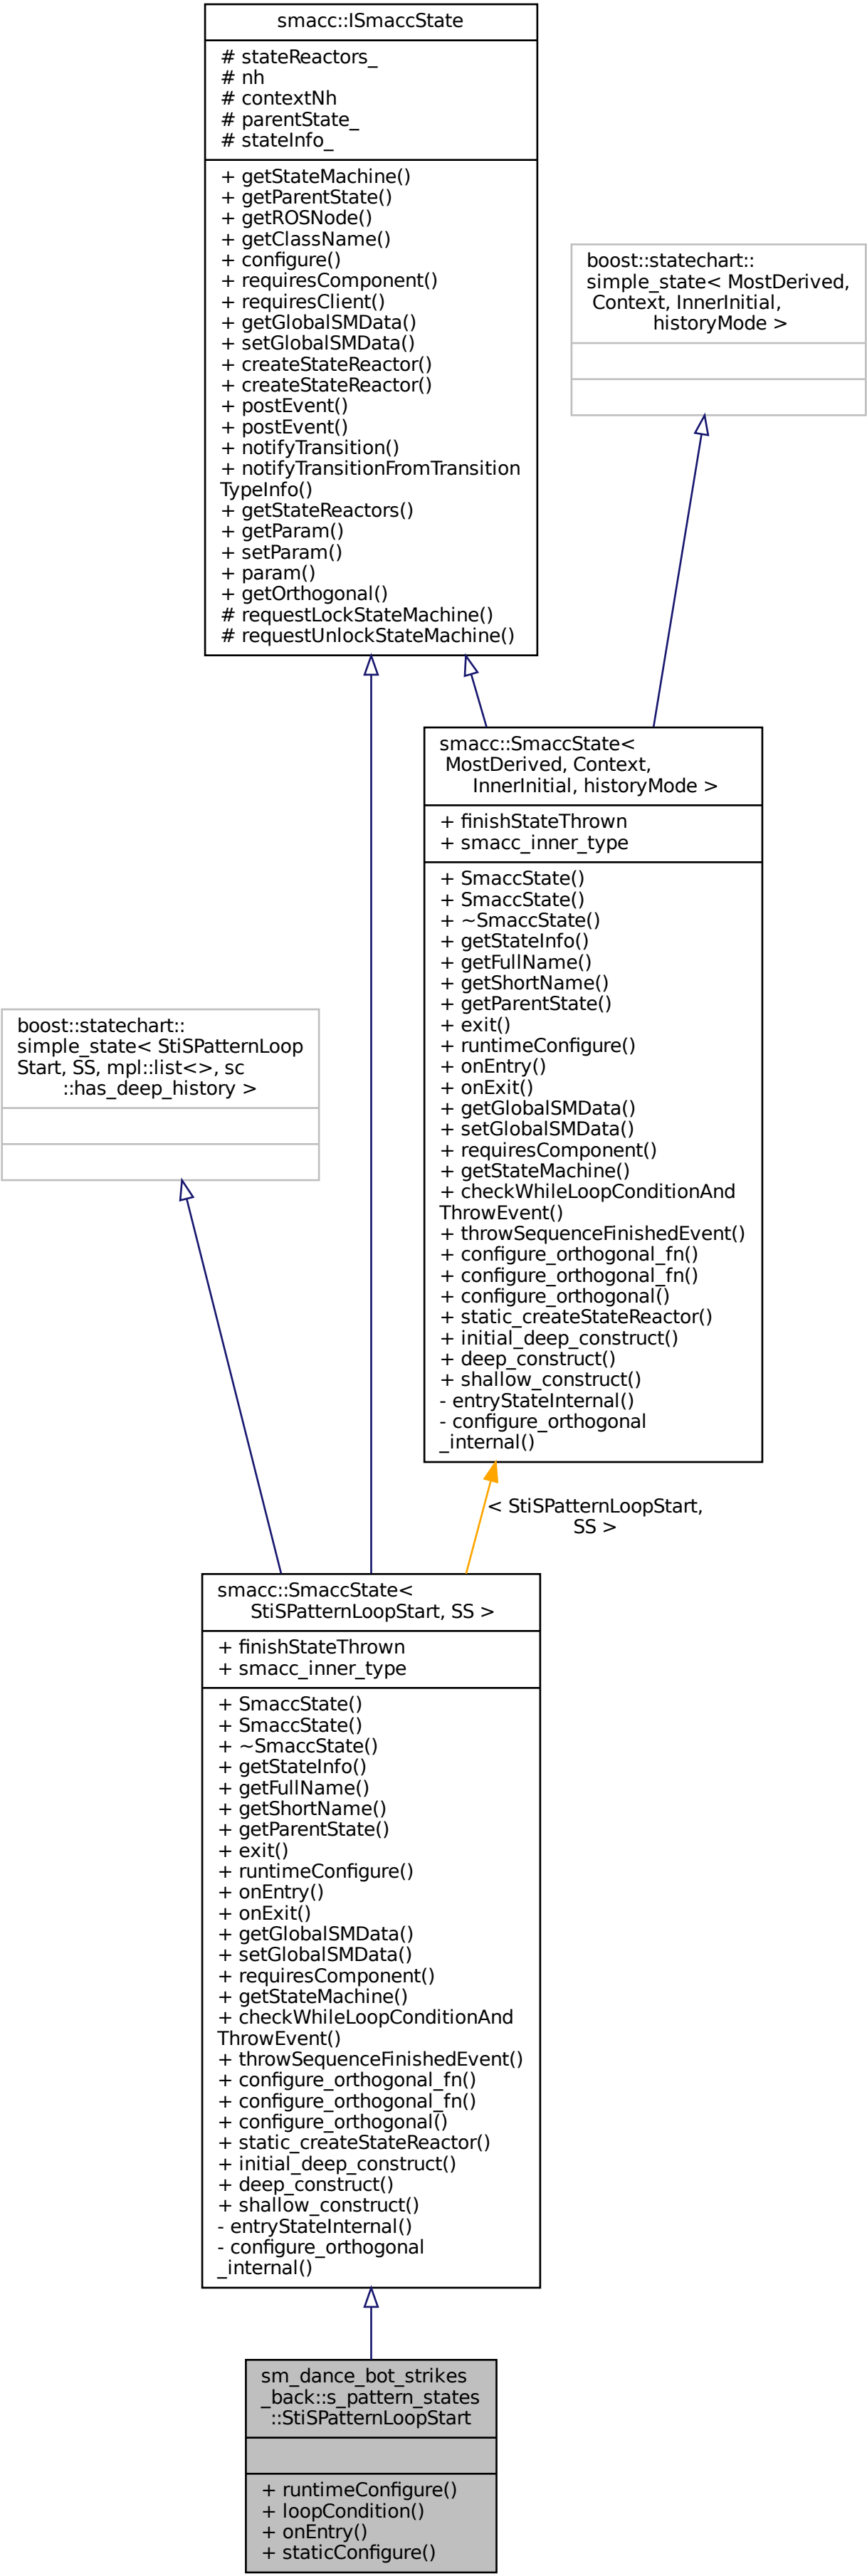 smacc::ISmaccState
# stateReactors_
# nh
# contextNh
# parentState_
# stateInfo_
+ getStateMachine()
+ getParentState()
+ getROSNode()
+ getClassName()
+ configure()
+ requiresComponent()
+ requiresClient()
+ getGlobalSMData()
+ setGlobalSMData()
+ createStateReactor()
+ createStateReactor()
+ postEvent()
+ postEvent()
+ notifyTransition()
+ notifyTransitionFromTransition
TypeInfo()
+ getStateReactors()
+ getParam()
+ setParam()
+ param()
+ getOrthogonal()
# requestLockStateMachine()
# requestUnlockStateMachine()
boost::statechart::
simple_state< MostDerived,
Context, InnerInitial,
historyMode >
smacc::SmaccState<
MostDerived, Context,
InnerInitial, historyMode >
+ finishStateThrown
+ smacc_inner_type
+ SmaccState()
+ SmaccState()
+ ~SmaccState()
+ getStateInfo()
+ getFullName()
+ getShortName()
+ getParentState()
+ exit()
+ runtimeConfigure()
+ onEntry()
+ onExit()
+ getGlobalSMData()
+ setGlobalSMData()
+ requiresComponent()
+ getStateMachine()
+ checkWhileLoopConditionAnd
ThrowEvent()
+ throwSequenceFinishedEvent()
+ configure_orthogonal_fn()
+ configure_orthogonal_fn()
+ configure_orthogonal()
+ static_createStateReactor()
+ initial_deep_construct()
+ deep_construct()
+ shallow_construct()
- entryStateInternal()
- configure_orthogonal
_internal()
boost::statechart::
simple_state< StiSPatternLoop
Start, SS, mpl::list<>, sc
::has_deep_history >
< StiSPatternLoopStart,
SS >
smacc::SmaccState<
StiSPatternLoopStart, SS >
+ finishStateThrown
+ smacc_inner_type
+ SmaccState()
+ SmaccState()
+ ~SmaccState()
+ getStateInfo()
+ getFullName()
+ getShortName()
+ getParentState()
+ exit()
+ runtimeConfigure()
+ onEntry()
+ onExit()
+ getGlobalSMData()
+ setGlobalSMData()
+ requiresComponent()
+ getStateMachine()
+ checkWhileLoopConditionAnd
ThrowEvent()
+ throwSequenceFinishedEvent()
+ configure_orthogonal_fn()
+ configure_orthogonal_fn()
+ configure_orthogonal()
+ static_createStateReactor()
+ initial_deep_construct()
+ deep_construct()
+ shallow_construct()
- entryStateInternal()
- configure_orthogonal
_internal()
sm_dance_bot_strikes
_back::s_pattern_states
::StiSPatternLoopStart
+ runtimeConfigure()
+ loopCondition()
+ onEntry()
+ staticConfigure()